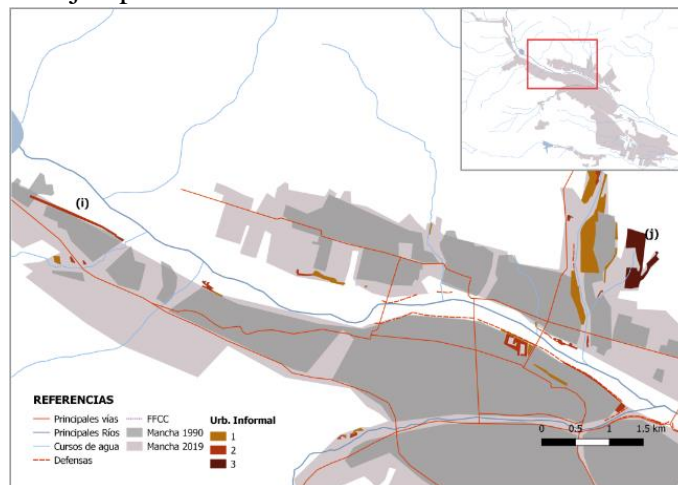 (i)
(j)
REFERENCIAS
Principales vías
Principales Ríos
Cursos de agua
Defensas
FFCC
Mancha 1990
Mancha 2019
Urb. Informal
1
2
3
0 0.5 1 1.5 km